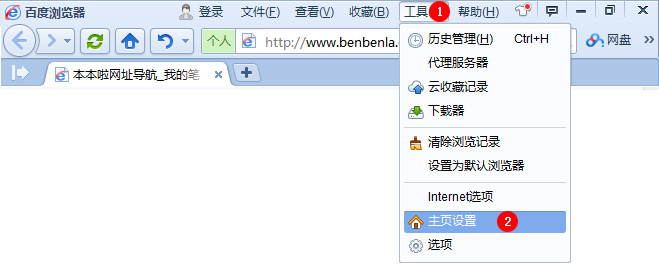 百度浏览器 登录 文件(F) 查看(V) 收藏(B) 工具 1 帮助(H)
个人 http://www.benbenla. 网盘 »
本本啦网址导航_我的笔
历史管理(H) Ctrl+H
代理服务器
云收藏记录
下载器
清除浏览记录
设置为默认浏览器
Internet选项
主页设置 2
选项